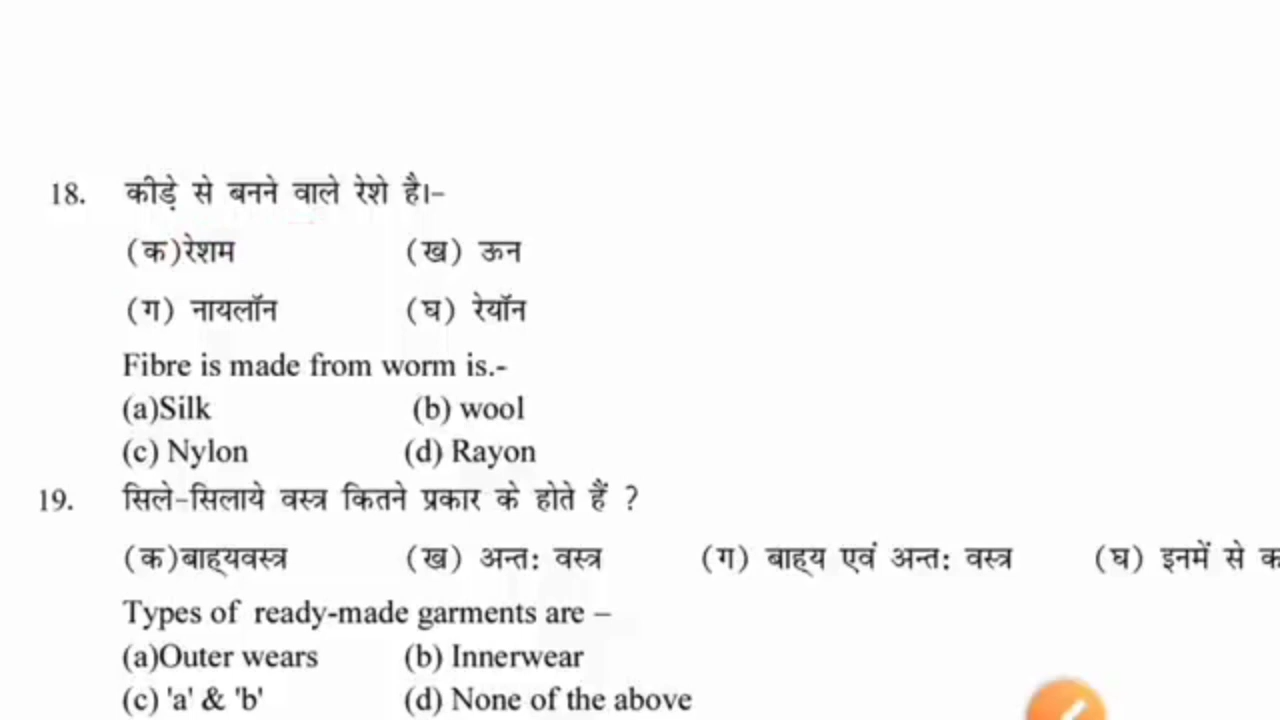 18. कीड़े से बनने वाले रेशे है।-
(क)रेशम (ख) ऊन
(ग) नायलॉन (घ) रेयॉन
Fibre is made from worm is.-
(a)Silk (b) wool
(c) Nylon (d) Rayon
19. सिले-सिलाये वस्त्र कितने प्रकार के होते हैं ?
(क)बाह्यवस्त्र (ख) अन्त: वस्त्र (ग) बाह्य एवं अन्त: वस्त्र (घ) इनमें से
Types of ready-made garments are –
(a)Outer wears (b) Innerwear
(c) 'a' & 'b' (d) None of the above